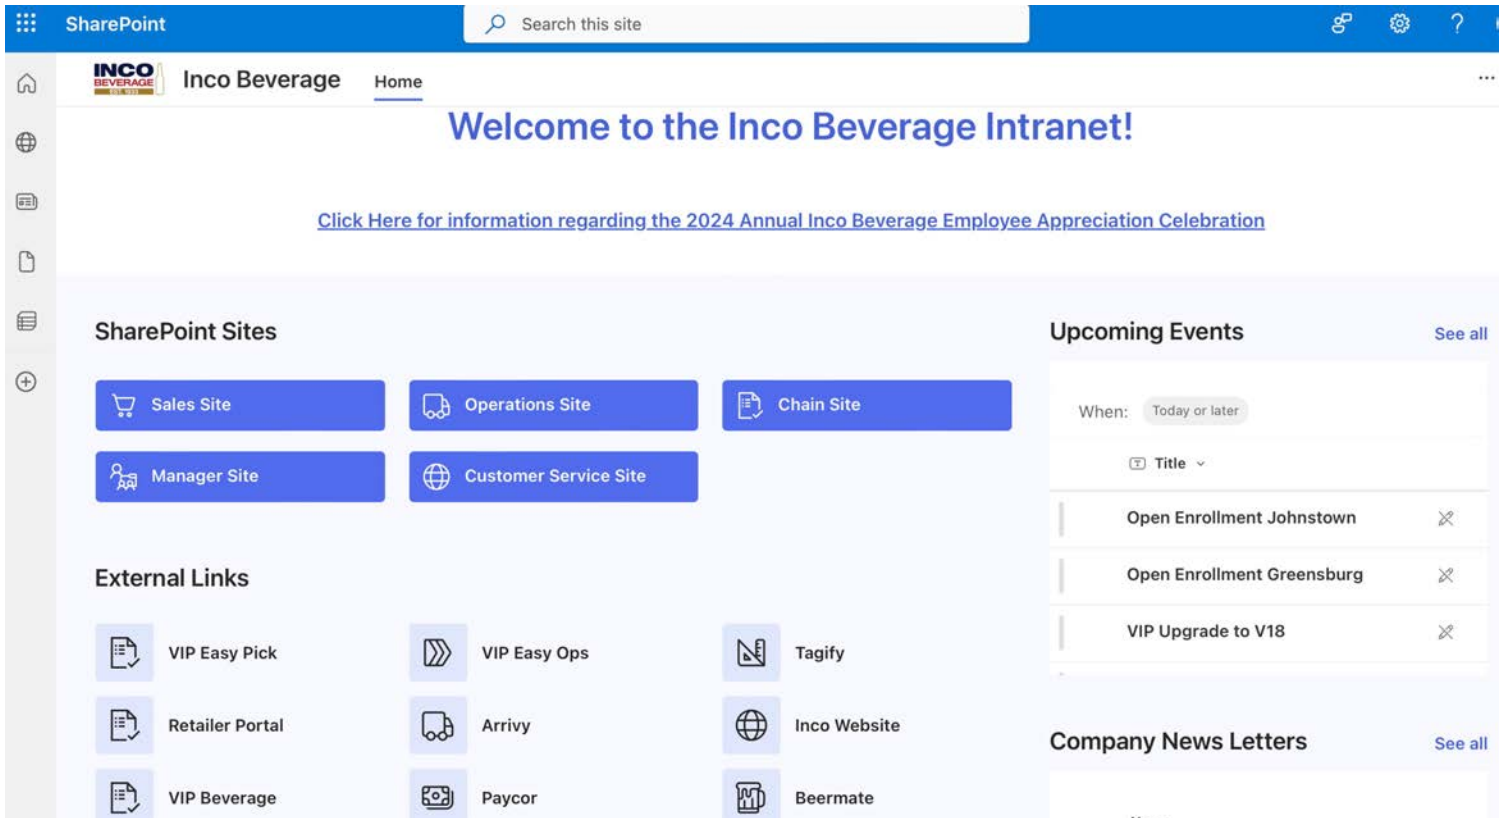 SharePoint
Search this site
?
INCO
BEVERAGE
EST. 1933
Inco Beverage
Home
Welcome to the Inco Beverage Intranet!
Click Here for information regarding the 2024 Annual Inco Beverage Employee Appreciation Celebration
SharePoint Sites
Sales Site
Operations Site
Chain Site
Manager Site
Customer Service Site
External Links
VIP Easy Pick
VIP Easy Ops
Tagify
Retailer Portal
Arrivy
Inco Website
VIP Beverage
Paycor
Beermate
Upcoming Events
See all
When: Today or later
Title
Open Enrollment Johnstown
Open Enrollment Greensburg
VIP Upgrade to V18
Company News Letters
See all